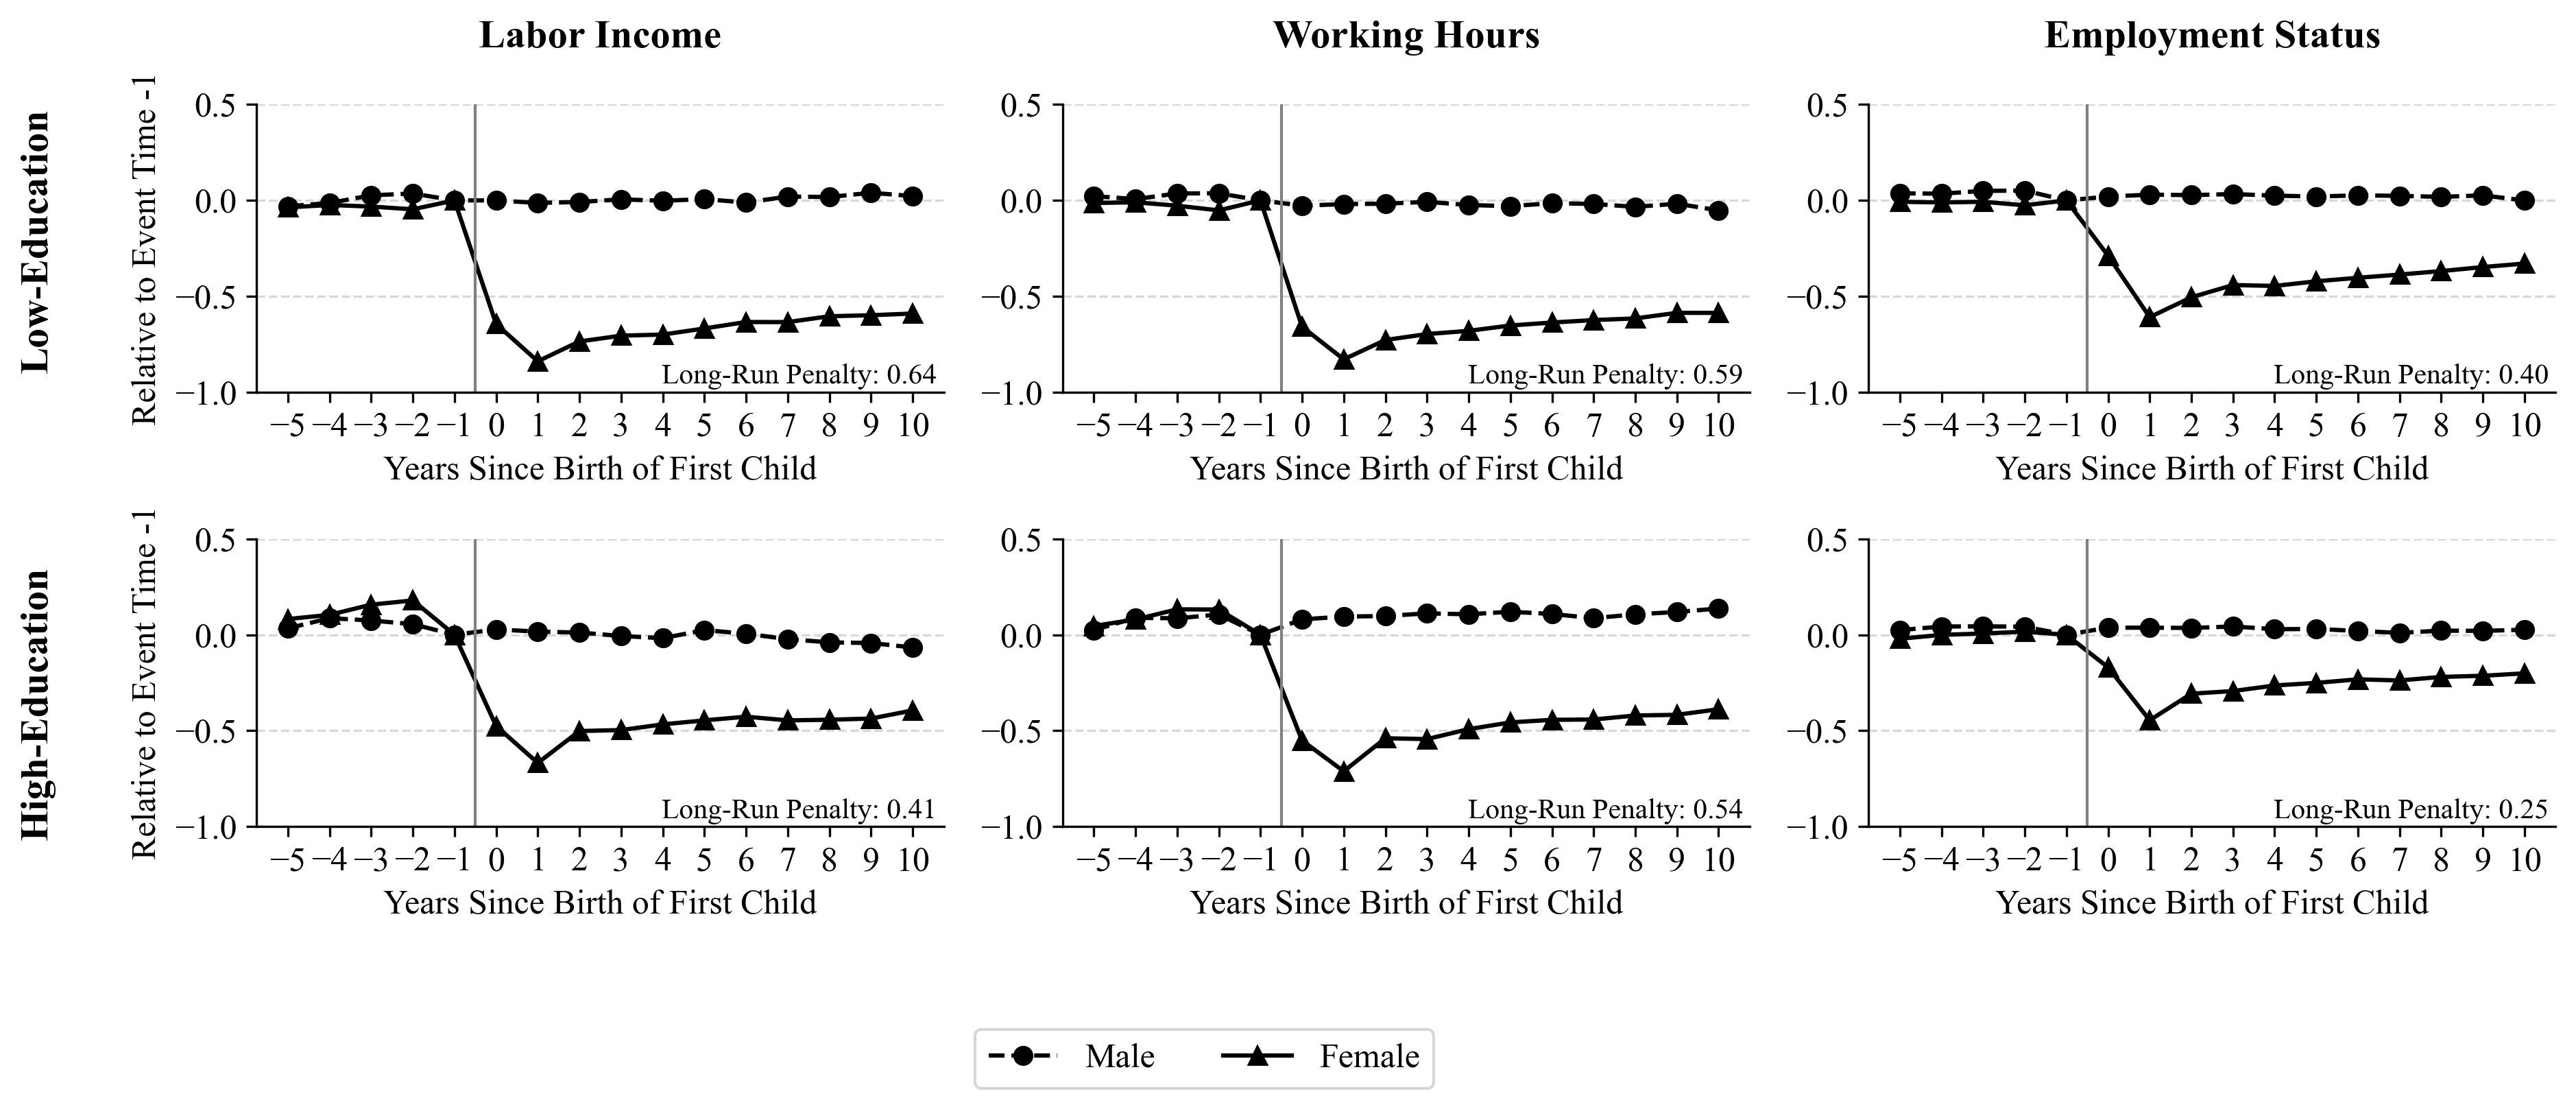 Labor Income
Working Hours
Employment Status
Low-Education
Relative to Event Time -1
0.5
0.0
−0.5
−1.0
Long-Run Penalty: 0.64
−5 −4 −3 −2 −1 0 1 2 3 4 5 6 7 8 9 10
Years Since Birth of First Child
0.5
0.0
−0.5
−1.0
Long-Run Penalty: 0.59
−5 −4 −3 −2 −1 0 1 2 3 4 5 6 7 8 9 10
Years Since Birth of First Child
0.5
0.0
−0.5
−1.0
Long-Run Penalty: 0.40
−5 −4 −3 −2 −1 0 1 2 3 4 5 6 7 8 9 10
Years Since Birth of First Child
High-Education
Relative to Event Time -1
0.5
0.0
−0.5
−1.0
Long-Run Penalty: 0.41
−5 −4 −3 −2 −1 0 1 2 3 4 5 6 7 8 9 10
Years Since Birth of First Child
0.5
0.0
−0.5
−1.0
Long-Run Penalty: 0.54
−5 −4 −3 −2 −1 0 1 2 3 4 5 6 7 8 9 10
Years Since Birth of First Child
0.5
0.0
−0.5
−1.0
Long-Run Penalty: 0.25
−5 −4 −3 −2 −1 0 1 2 3 4 5 6 7 8 9 10
Years Since Birth of First Child
Male
Female